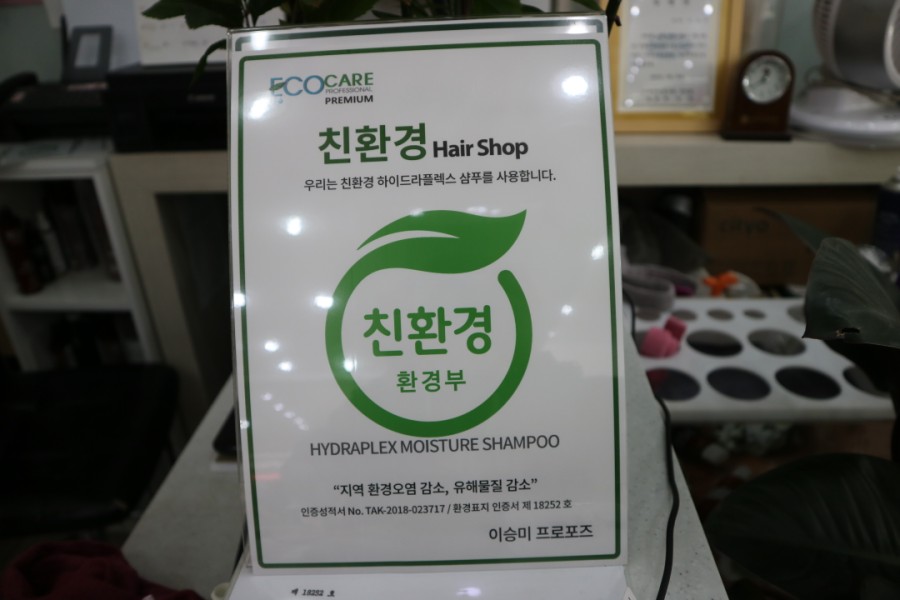 ECOCARE
PROFESSIONAL
PREMIUM
친환경 Hair Shop
우리는 친환경 하이드라플렉스 샴푸를 사용합니다.
친환경
환경부
HYDRAPLEX MOISTURE SHAMPOO
“지역 환경오염 감소, 유해물질 감소”
인증성적서 No. TAK-2018-023717 / 환경표지 인증서 제 18252 호
이승미 프로포즈
제 18252 호